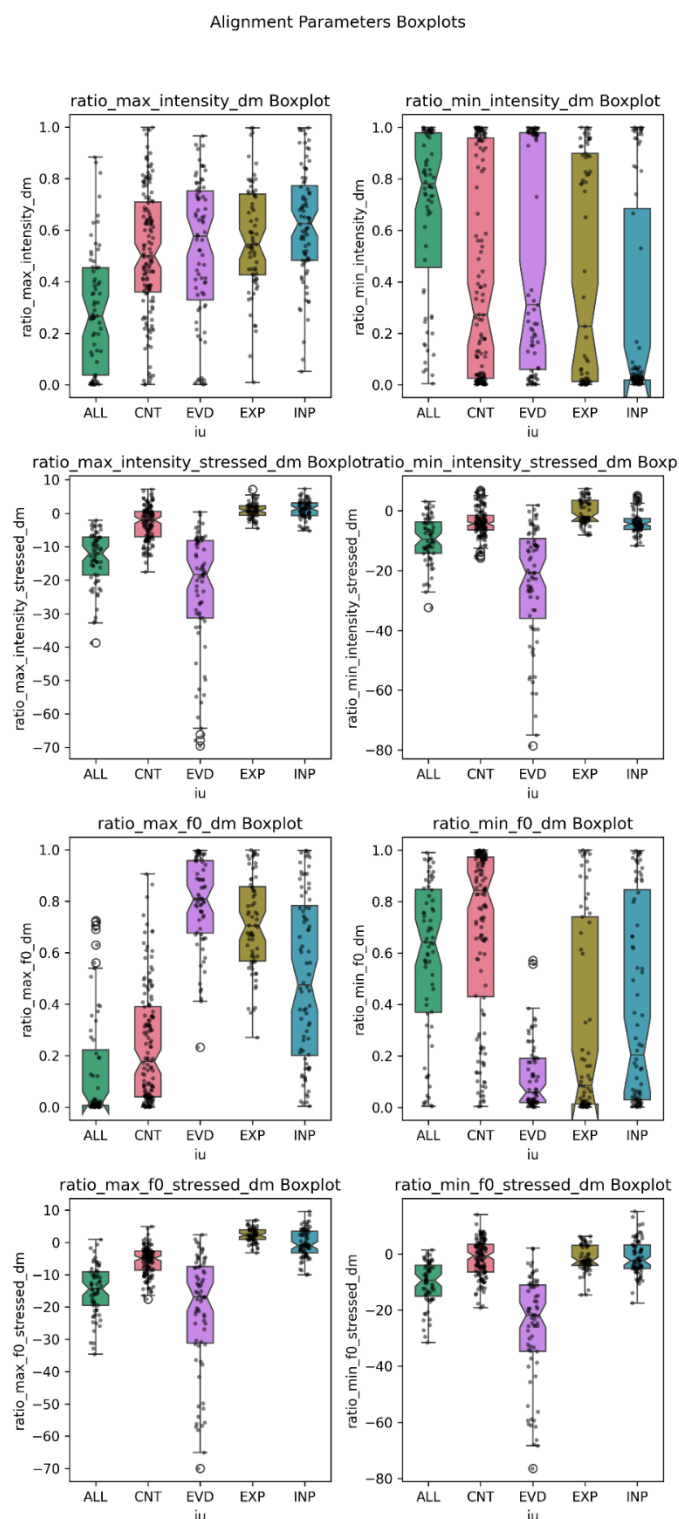 Alignment Parameters Boxplots
ratio_max_intensity_dm Boxplot
ratio_max_intensity_dm
1.0
0.8
0.6
0.4
0.2
0.0
ALL CNT EVD EXP INP
iu
ratio_min_intensity_dm Boxplot
ratio_min_intensity_dm
1.0
0.8
0.6
0.4
0.2
0.0
ALL CNT EVD EXP INP
iu
ratio_max_intensity_stressed_dm Boxplot
ratio_max_intensity_stressed_dm
10
0
−10
−20
−30
−40
−50
−60
−70
ALL CNT EVD EXP INP
iu
ratio_min_intensity_stressed_dm Boxp
ratio_min_intensity_stressed_dm
0
−20
−40
−60
−80
ALL CNT EVD EXP INP
iu
ratio_max_f0_dm Boxplot
ratio_max_f0_dm
1.0
0.8
0.6
0.4
0.2
0.0
ALL CNT EVD EXP INP
iu
ratio_min_f0_dm Boxplot
ratio_min_f0_dm
1.0
0.8
0.6
0.4
0.2
0.0
ALL CNT EVD EXP INP
iu
ratio_max_f0_stressed_dm Boxplot
ratio_max_f0_stressed_dm
10
0
−10
−20
−30
−40
−50
−60
−70
ALL CNT EVD EXP INP
iu
ratio_min_f0_stressed_dm Boxplot
ratio_min_f0_stressed_dm
0
−20
−40
−60
−80
ALL CNT EVD EXP INP
iu